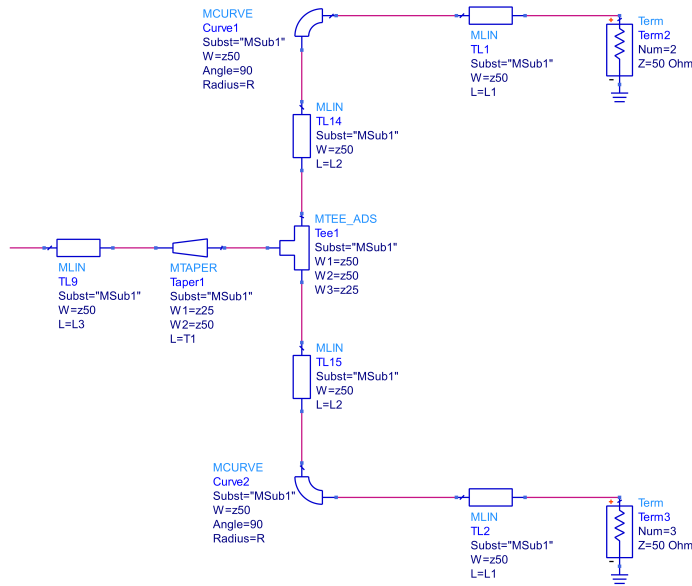 MCURVE
Curve1
Subst="MSub1"
W=z50
Angle=90
Radius=R
MLIN
TL1
Subst="MSub1"
W=z50
L=L1
+
-
Term
Term2
Num=2
Z=50 Ohm
MLIN
TL14
Subst="MSub1"
W=z50
L=L2
MTEE_ADS
Tee1
Subst="MSub1"
W1=z50
W2=z50
W3=z25
MLIN
TL9
Subst="MSub1"
W=z50
L=L3
MTAPER
Taper1
Subst="MSub1"
W1=z25
W2=z50
L=T1
MLIN
TL15
Subst="MSub1"
W=z50
L=L2
MCURVE
Curve2
Subst="MSub1"
W=z50
Angle=90
Radius=R
MLIN
TL2
Subst="MSub1"
W=z50
L=L1
+
-
Term
Term3
Num=3
Z=50 Ohm